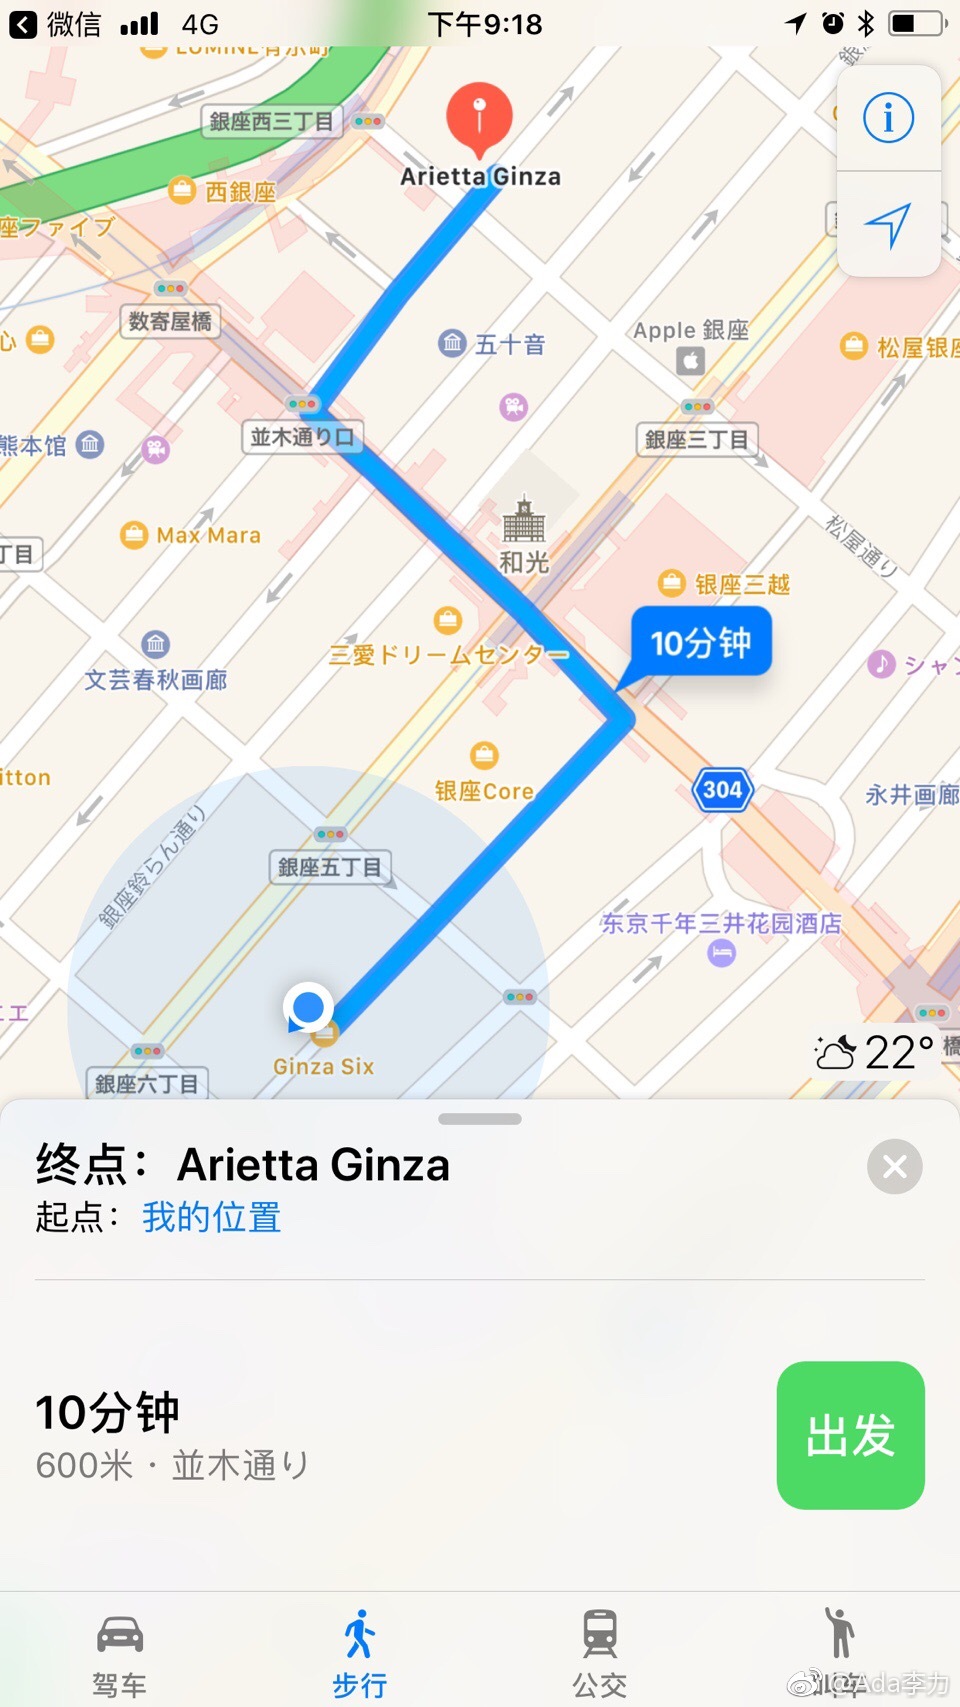 微信 4G 下午9:18
LUMINE有楽町
銀座西三丁目
Arietta Ginza
西銀座
座ファイブ
数寄屋橋
Apple 銀座
五十音
松屋银座
心
並木通り口
銀座三丁目
熊本馆
Max Mara
和光
松屋通り
丁目
银座三越
10分钟
三愛ドリームセンター
文芸春秋画廊
シャン
itton
银座Core
304
永井画廊
銀座鈴らん通り
銀座五丁目
东京千年三井花园酒店
ニエ
22°
橋
Ginza Six
銀座六丁目
终点：Arietta Ginza
起点：我的位置
10分钟
600米 · 並木通り
出发
驾车
步行
公交
@Ada李力